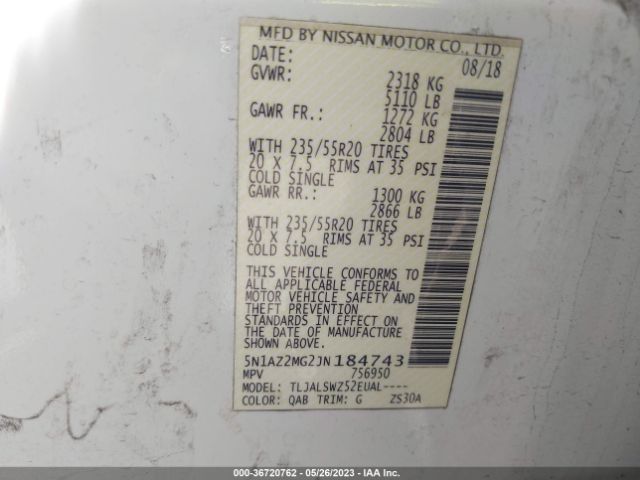 MFD BY NISSAN MOTOR CO., LTD.
DATE: 08/18
GVWR: 2318 KG
5110 LB
GAWR FR.: 1272 KG
2804 LB
WITH 235/55R20 TIRES
20 X 7.5 RIMS AT 35 PSI
COLD SINGLE
GAWR RR.: 1300 KG
2866 LB
WITH 235/55R20 TIRES
20 X 7.5 RIMS AT 35 PSI
COLD SINGLE
THIS VEHICLE CONFORMS TO
ALL APPLICABLE FEDERAL
MOTOR VEHICLE SAFETY AND
THEFT PREVENTION
STANDARDS IN EFFECT ON
THE DATE OF MANUFACTURE
SHOWN ABOVE.
5N1AZ2MG2JN184743
MPV 756950
MODEL: TLJALSWZ52EUAL----
COLOR: QAB TRIM: G ZS30A
000-36720762 - 05/26/2023 - IAA Inc.